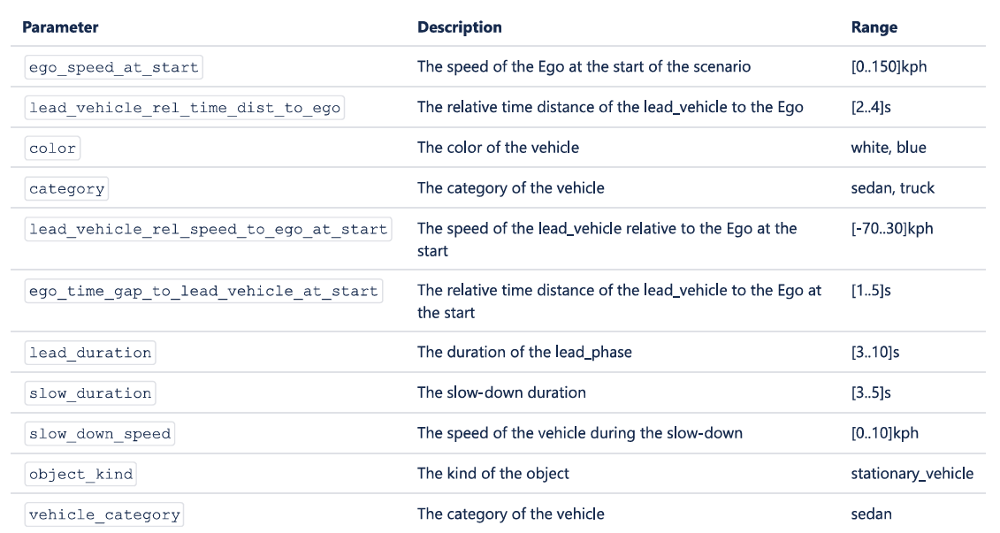 Parameter Description Range
ego_speed_at_start The speed of the Ego at the start of the scenario [0..150]kph
lead_vehicle_rel_time_dist_to_ego The relative time distance of the lead_vehicle to the Ego [2..4]s
color The color of the vehicle white, blue
category The category of the vehicle sedan, truck
lead_vehicle_rel_speed_to_ego_at_start The speed of the lead_vehicle relative to the Ego at the [-70..30]kph
start
ego_time_gap_to_lead_vehicle_at_start The relative time distance of the lead_vehicle to the Ego at [1..5]s
the start
lead_duration The duration of the lead_phase [3..10]s
slow_duration The slow-down duration [3..5]s
slow_down_speed The speed of the vehicle during the slow-down [0..10]kph
object_kind The kind of the object stationary_vehicle
vehicle_category The category of the vehicle sedan